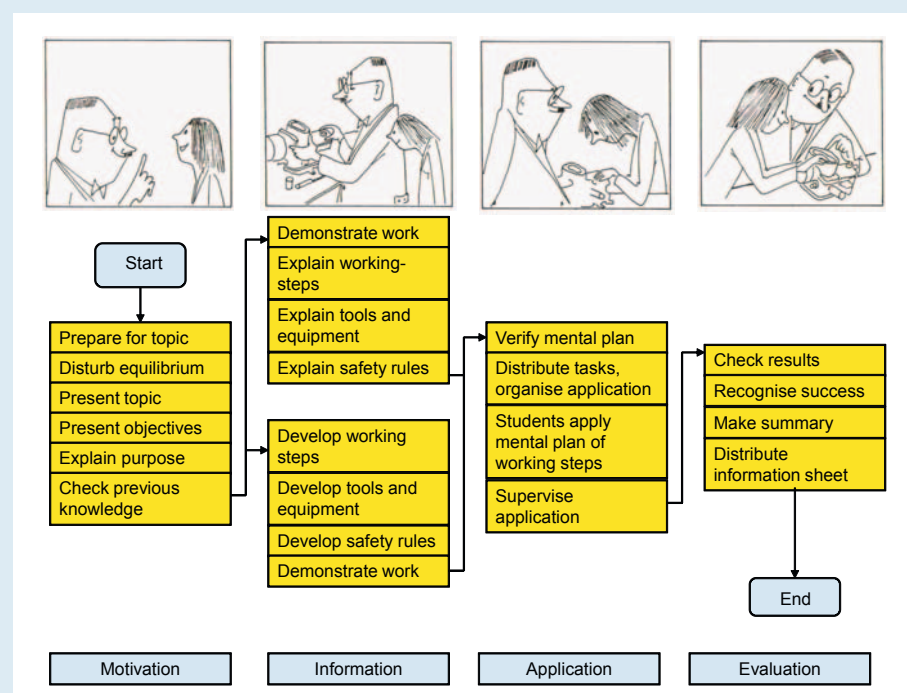 Start
Prepare for topic
Disturb equilibrium
Present topic
Present objectives
Explain purpose
Check previous
knowledge
Demonstrate work
Explain working-
steps
Explain tools and
equipment
Explain safety rules
Develop working
steps
Develop tools and
equipment
Develop safety rules
Demonstrate work
Verify mental plan
Distribute tasks,
organise application
Students apply
mental plan of
working steps
Supervise
application
Check results
Recognise success
Make summary
Distribute
information sheet
End
Motivation
Information
Application
Evaluation